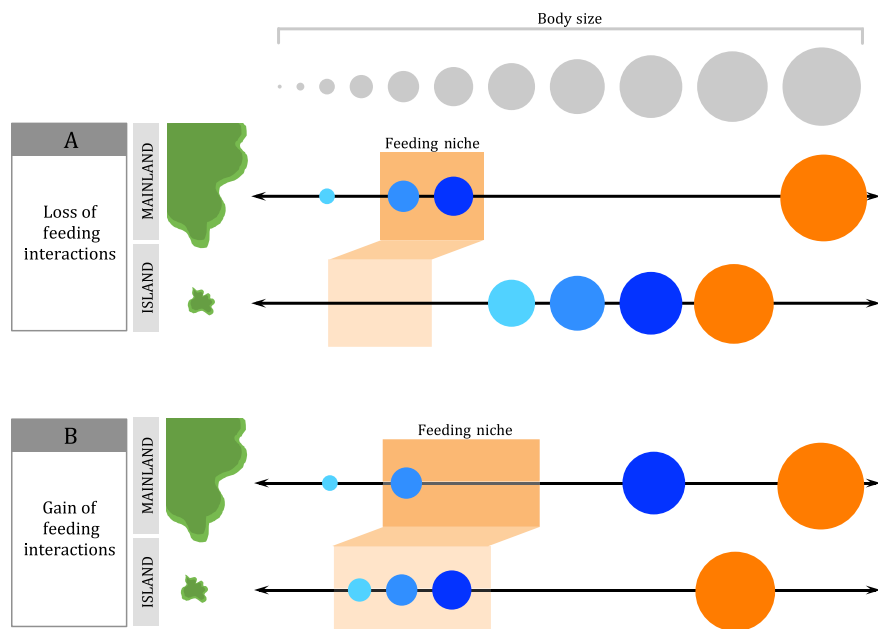 Body size
A
MAINLAND
Feeding niche
Loss of
feeding
interactions
ISLAND
B
MAINLAND
Feeding niche
Gain of
feeding
interactions
ISLAND